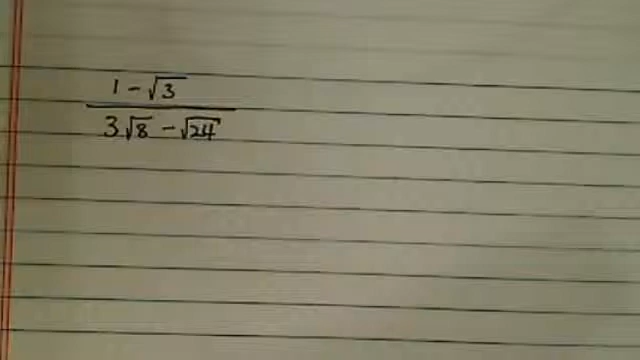 1 - √3
3√8 - √24